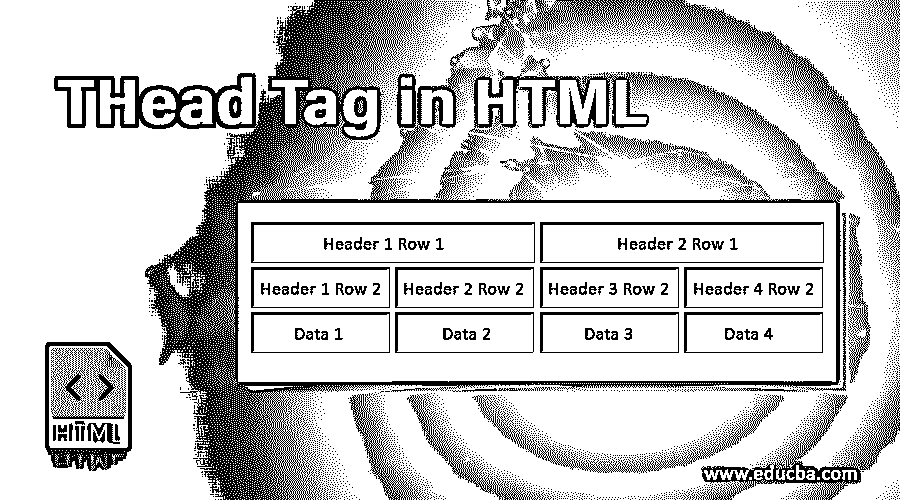 THead Tag in HTML
Header 1 Row 1 Header 2 Row 1
Header 1 Row 2 Header 2 Row 2 Header 3 Row 2 Header 4 Row 2
Data 1 Data 2 Data 3 Data 4
HTML
www.educba.com